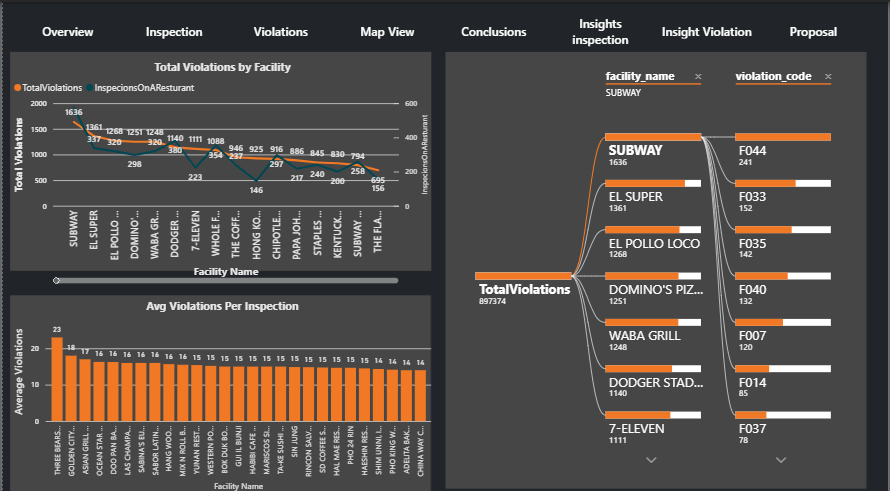 Overview
Inspection
Violations
Map View
Conclusions
Insights
inspection
Insight Violation
Proposal
Total Violations by Facility
TotalViolations InspecionsOnAResturant
Total Violations
2000
1500
1000
500
0
600
400
200
0
InspecionsOnAResturant
1636 1361 1268 1251 1248 1140 1111 1088 946 925 916 886 845 830 794 695
337 320 298 320 380 223 354 237 146 297 217 240 200 258 156
SUBWAY
EL SUPER
EL POLLO ...
DOMINO'...
WABA GR...
DODGER ...
7-ELEVEN
WHOLE F...
THE COFF...
HONG KO...
CHIPOTLE...
PAPA JOH...
STAPLES ...
KENTUCK...
SUBWAY ...
THE FLA...
Facility Name
Avg Violations Per Inspection
Average Violations
20
10
0
23 18 17 16 16 16 16 16 16 15 15 15 15 15 15 15 15 15 15 15 15 15 14 14 14 14 14
THREE BEARS...
GOLDEN CITY...
ASIAN GRILL ...
OCEAN STAR ...
DOO PAN BA...
LAS CHAMPA...
SABINA'S EU...
SABOR LATIN...
HANG WOO...
MIX'N ROLL B...
YUNAN REST...
WESTERN PO...
BOK DUK BO...
GUI IL BUNJI
HABIBI CAFE ...
MARISCOS SI...
TA-KE SUSHI ...
SIN JUNG
RINCON SALV...
SD COFFEE S...
HAL MAE RES...
PHO 24 RIN
HAESHIN RES...
SHIM UNNI, I...
PHO XING W...
ADELITA BAK...
CHINA WAY C...
Facility Name
facility_name ×
SUBWAY
violation_code ×
TotalViolations
897374
SUBWAY
1636
EL SUPER
1361
EL POLLO LOCO
1268
DOMINO'S PIZ...
1251
WABA GRILL
1248
DODGER STAD...
1140
7-ELEVEN
1111
F044
241
F033
152
F035
142
F040
132
F007
120
F014
85
F037
78